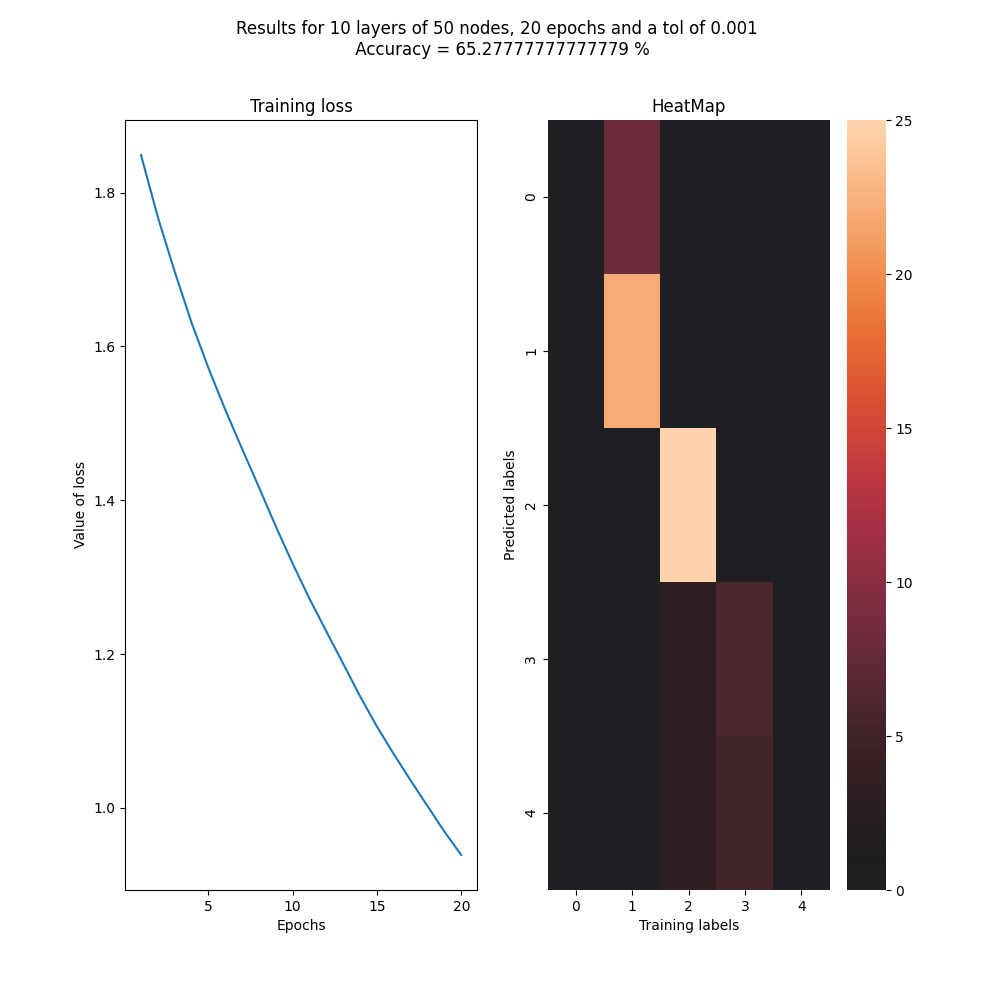 Results for 10 layers of 50 nodes, 20 epochs and a tol of 0.001
Accuracy = 65.27777777777779 %
Training loss
Value of loss
1.8
1.6
1.4
1.2
1.0
5 10 15 20
Epochs
HeatMap
Predicted labels
0
1
2
3
4
0 1 2 3 4
Training labels
25
20
15
10
5
0